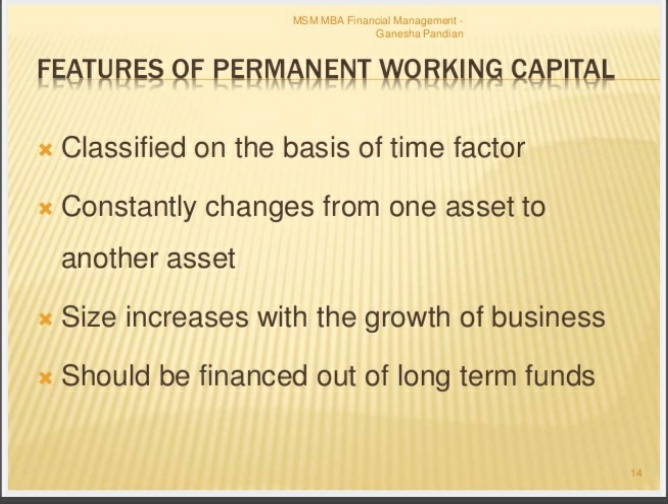 MSM MBA Financial Management -
Ganesha Pandian
FEATURES OF PERMANENT WORKING CAPITAL
Classified on the basis of time factor
Constantly changes from one asset to
another asset
Size increases with the growth of business
Should be financed out of long term funds
14